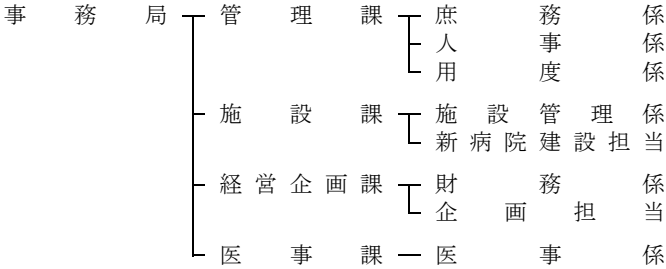 事務局 管理課 庶務係
人事係
用度係
施設課 施設管理係
新病院建設担当
経営企画課 財務係
企画担当
医事課 医事係